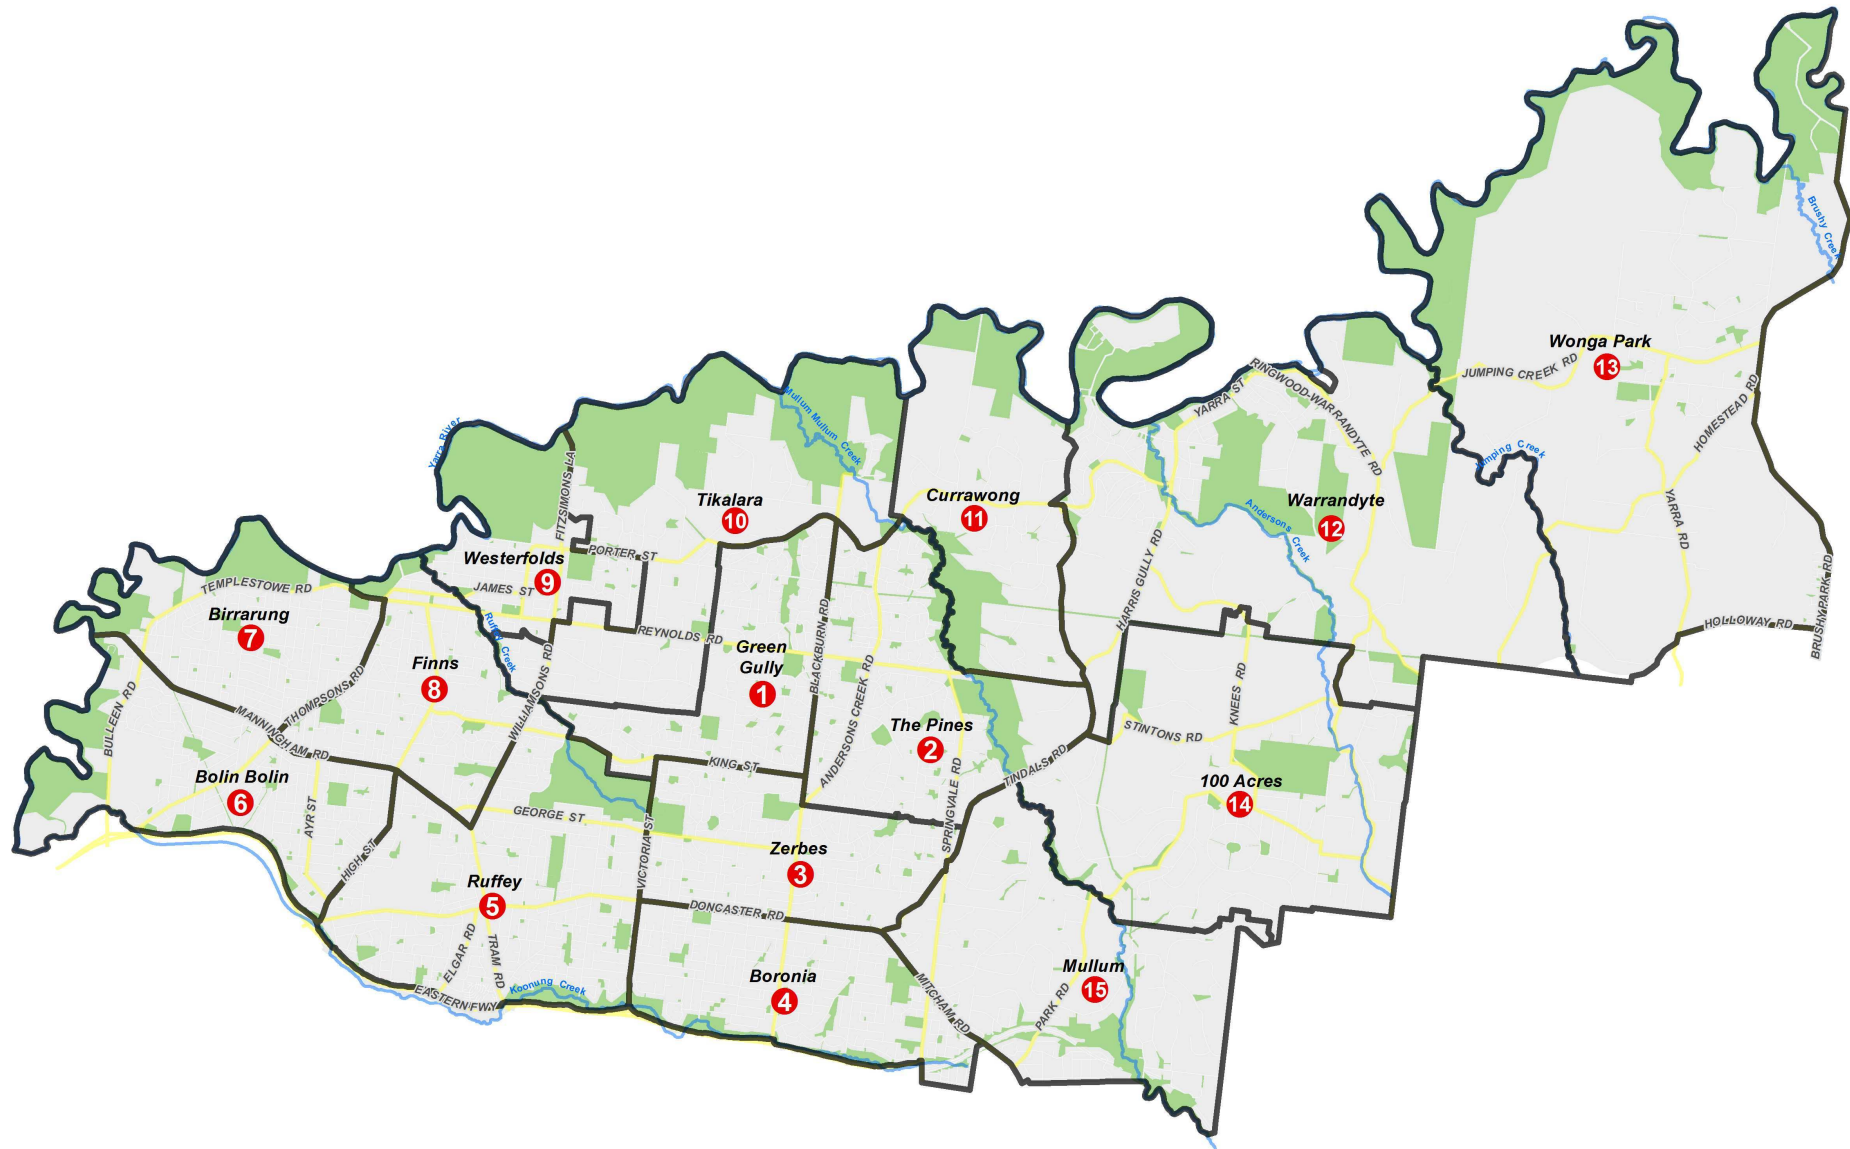 Brushy Creek
Wonga Park
13
JUMPING CREEK RD
HOMESTEAD RD
YARRA ST
RINGWOOD-WARRANDYTE RD
Mullum Mullum Creek
Yarra River
FITZSIMONS LA
Jumping Creek
Tikalara
10
Currawong
11
Warrandyte
12
Andersons Creek
YARRA RD
PORTER ST
Westerfolds
9
JAMES ST
TEMPLESTOWE RD
Birrarung
7
Ruffey Creek
HARRIS GULLY RD
BRUSHY PARK RD
HOLLOWAY RD
REYNOLDS RD
BLACKBURN RD
Green
Gully
1
Finns
8
THOMPSONS RD
WILLIAMSONS RD
ANDERSONS CREEK RD
KNEES RD
BULLEEN RD
MANNINGHAM RD
The Pines
2
STINTONS RD
KING ST
TINDALS RD
Bolin Bolin
6
100 Acres
14
AYR ST
GEORGE ST
SPRINGVALE RD
HIGH ST
VICTORIA ST
Zerbes
3
Ruffey
5
DONCASTER RD
ELGAR RD
TRAM RD
Boronia
4
Mullum
15
MITCHAM RD
PARK RD
EASTERN FWY
Koonung Creek